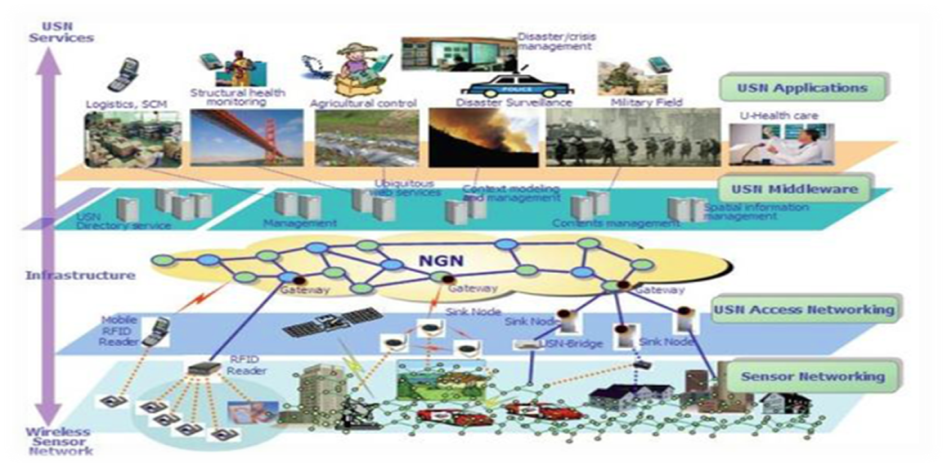 USN
Services
Disaster/crisis
management
Logistics, SCM
Structural health
monitoring
Agricultural control
POLICE
Disaster Surveillance
Military Field
U-Health care
USN Applications
USN Middleware
USN
Directory service
Management
Ubiquitous
web services
Context modeling
and management
Contents management
Spatial information
management
Infrastructure
NGN
Gateway
Gateway
Gateway
USN Access Networking
Mobile
RFID
Reader
Sink Node
Sink Node
USN-Bridge
Sink Node
RFID
Reader
Sensor Networking
Wireless
Sensor
Network